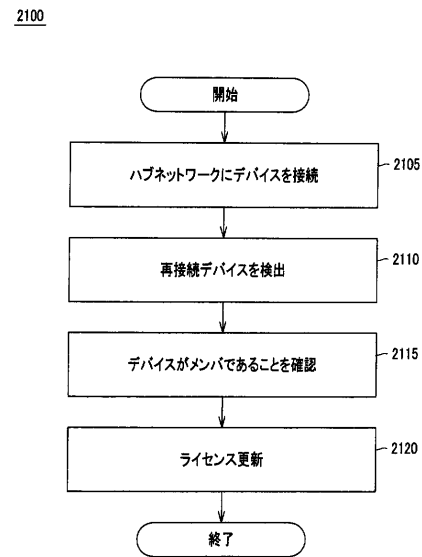 2100
開始
ハブネットワークにデバイスを接続
2105
再接続デバイスを検出
2110
デバイスがメンバであることを確認
2115
ライセンス更新
2120
終了